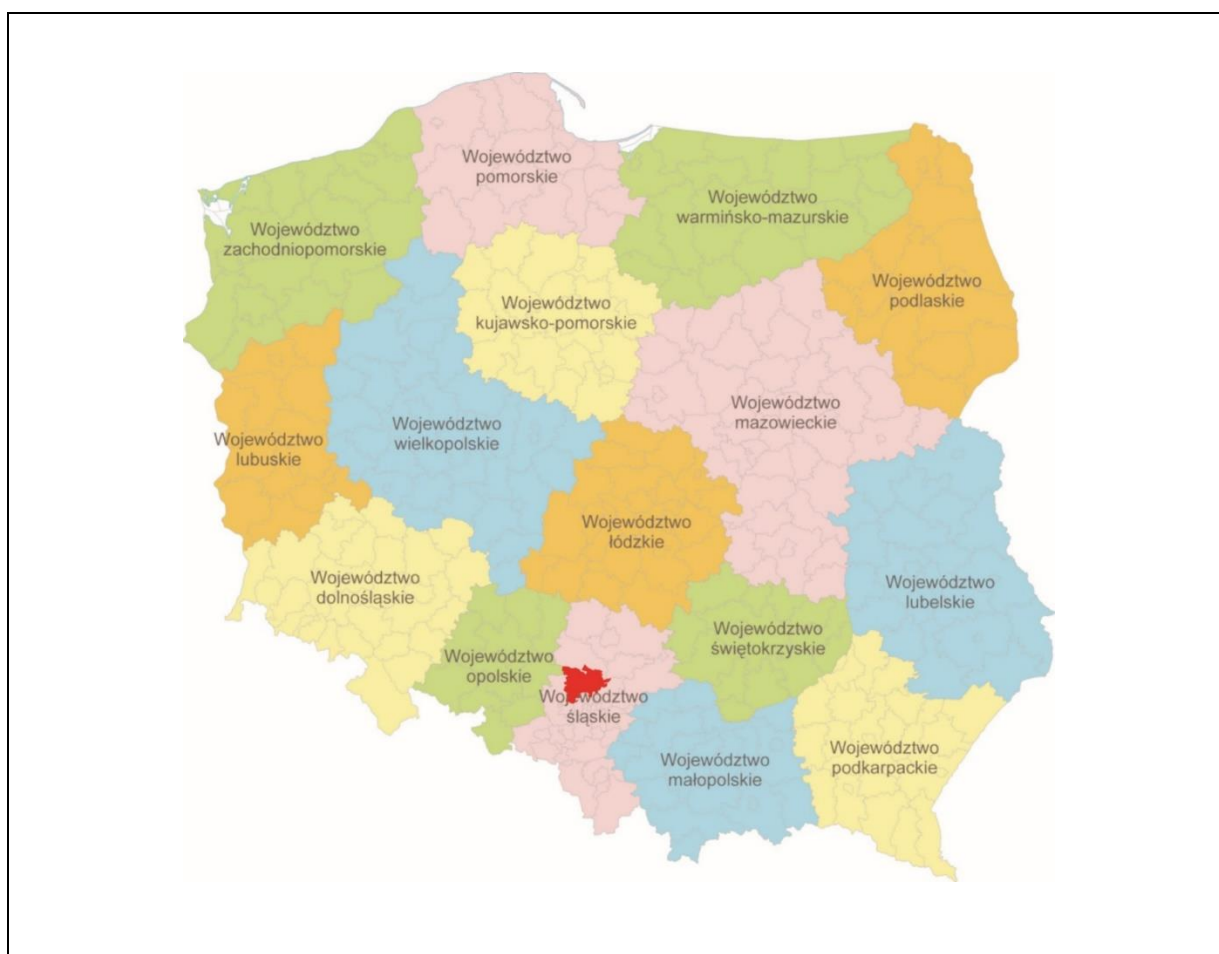 Województwo
pomorskie
Województwo
warmińsko-mazurskie
Województwo
zachodniopomorskie
Województwo
podlaskie
Województwo
kujawsko-pomorskie
Województwo
mazowieckie
Województwo
wielkopolskie
Województwo
lubuskie
Województwo
łódzkie
Województwo
dolnośląskie
Województwo
lubelskie
Województwo
świętokrzyskie
Województwo
opolskie
Województwo
śląskie
Województwo
podkarpackie
Województwo
małopolskie